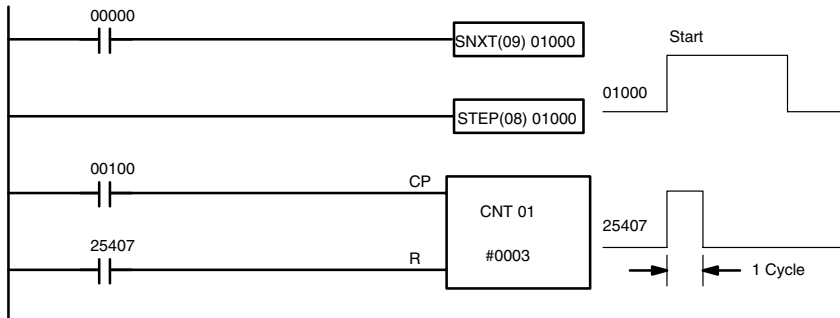 00000
SNXT(09) 01000
Start
01000
STEP(08) 01000
00100
CP
CNT 01
#0003
25407
R
25407
1 Cycle